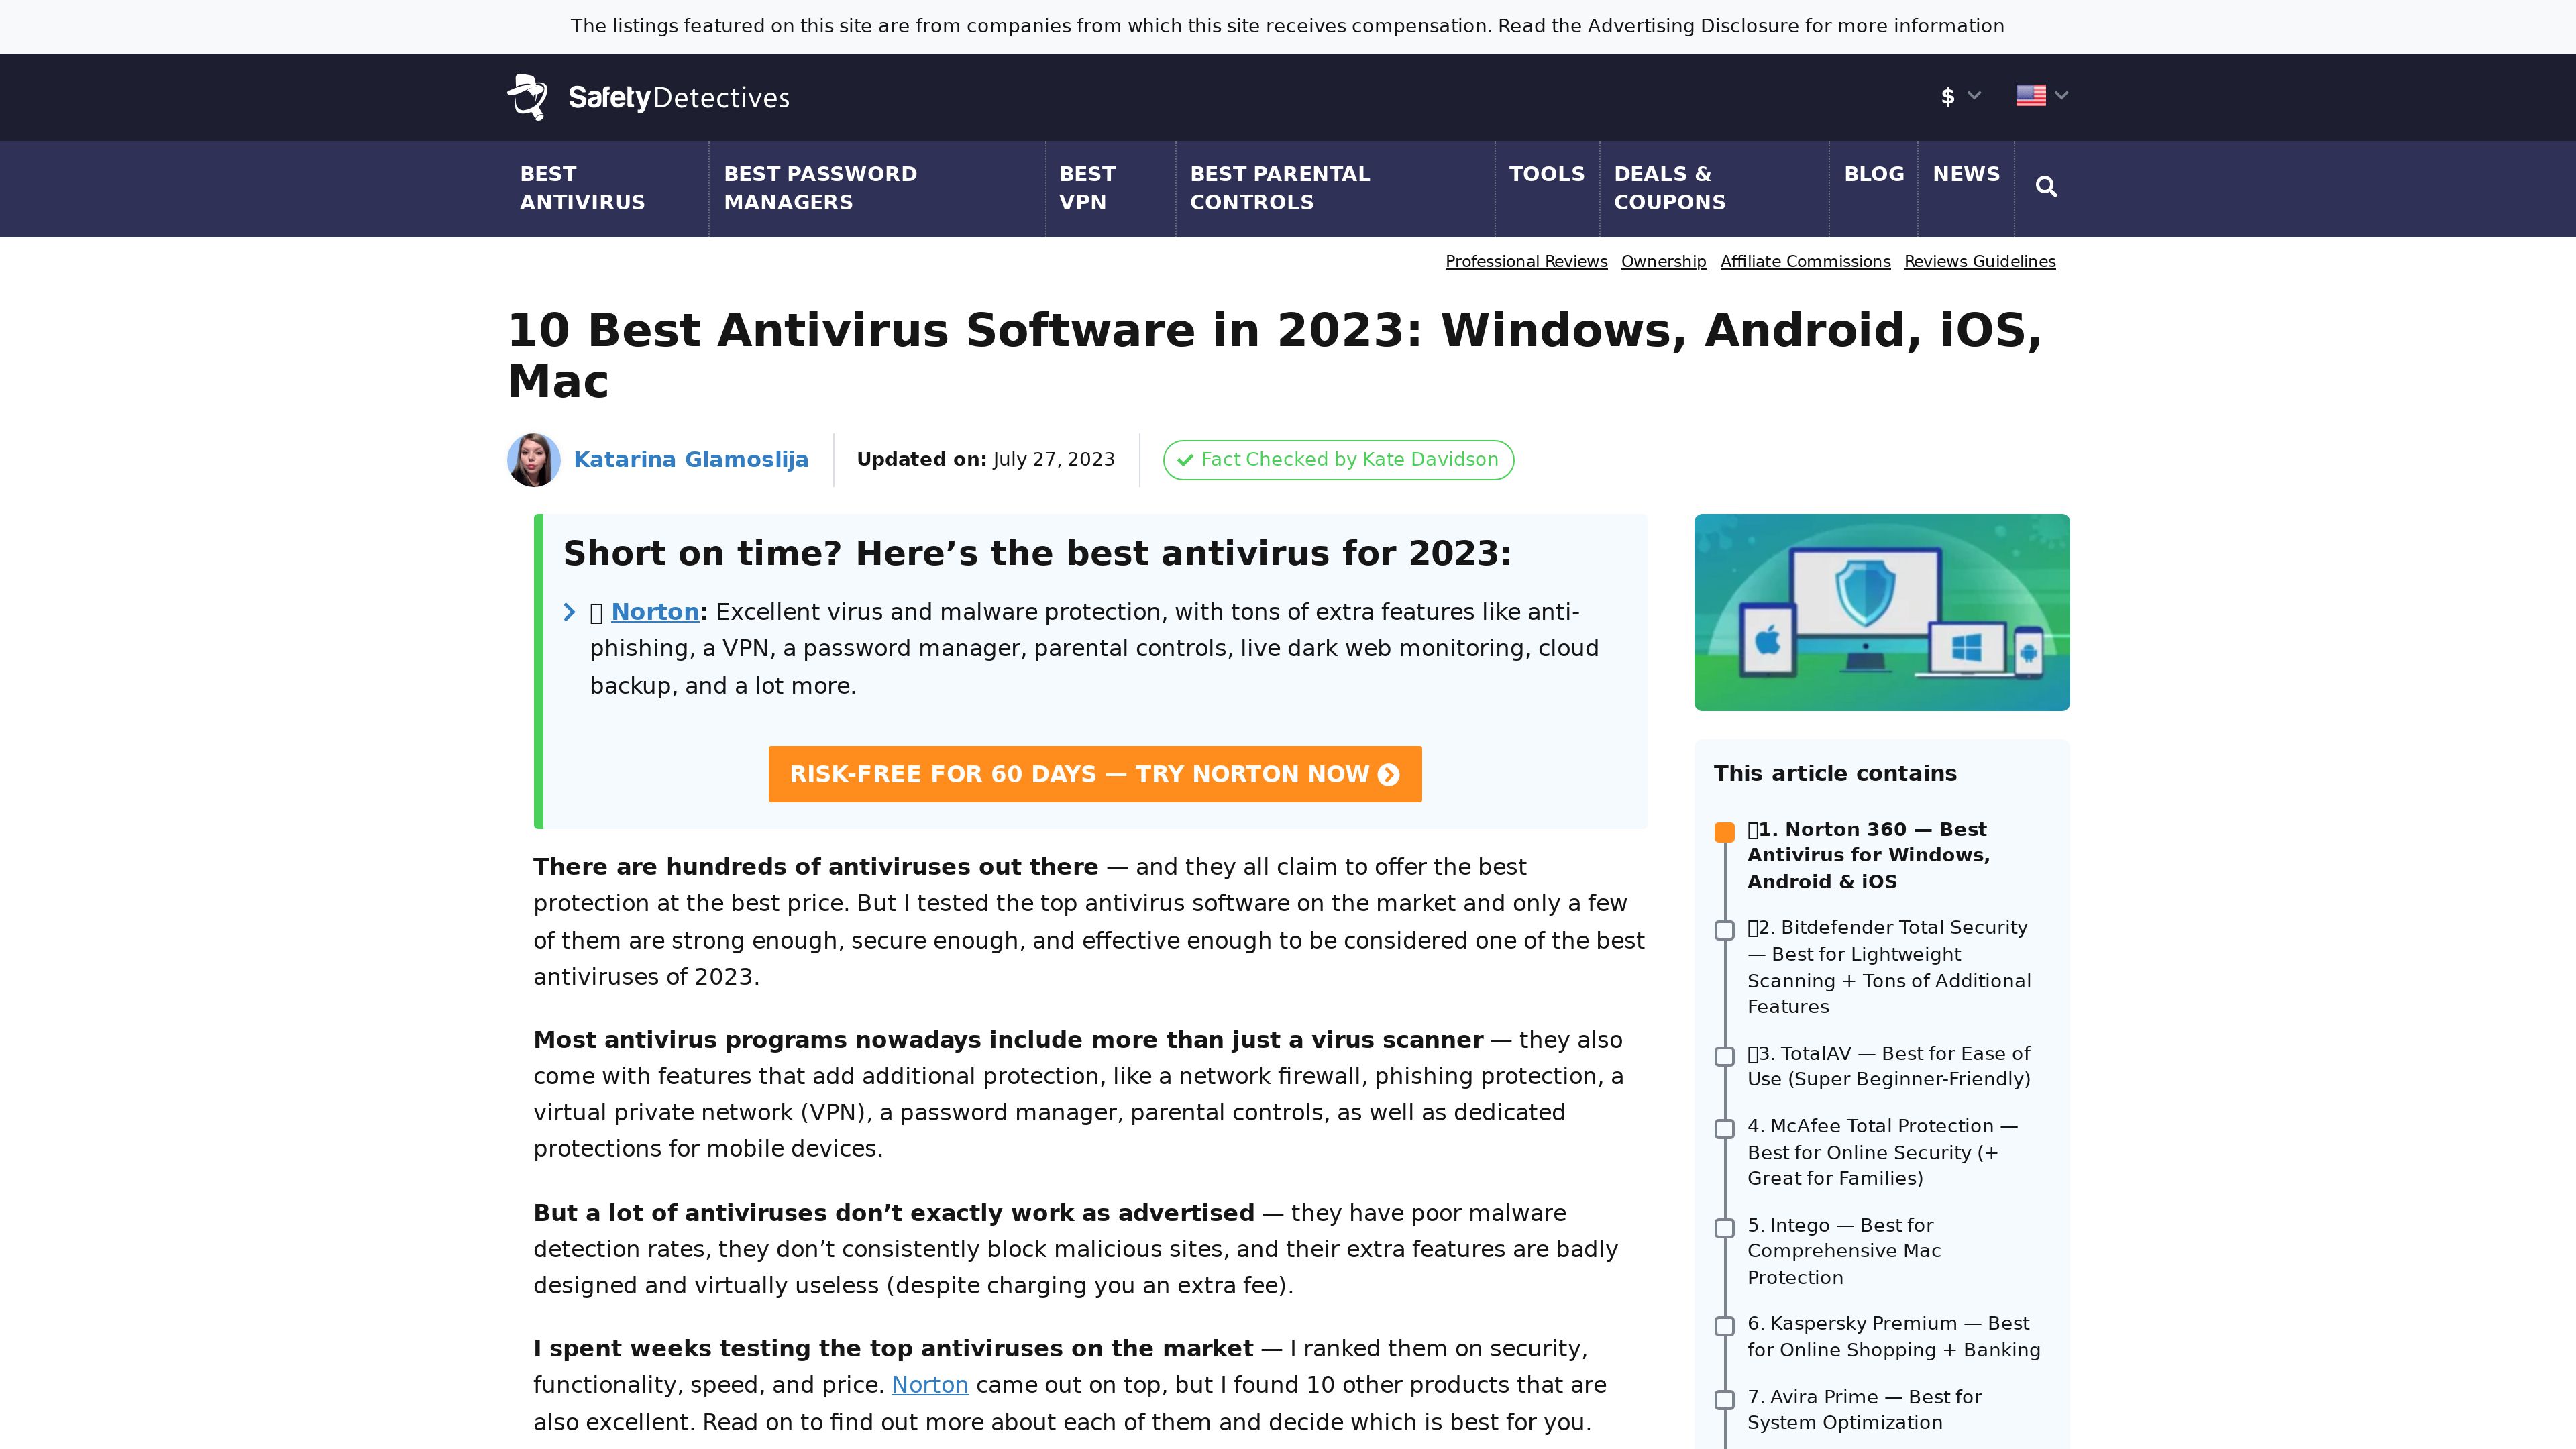 The listings featured on this site are from companies from which this site receives compensation. Read the Advertising Disclosure for more information
SafetyDetectives
$
BEST ANTIVIRUS
BEST PASSWORD MANAGERS
BEST VPN
BEST PARENTAL CONTROLS
TOOLS
DEALS & COUPONS
BLOG
NEWS
Professional Reviews Ownership Affiliate Commissions Reviews Guidelines
10 Best Antivirus Software in 2023: Windows, Android, iOS,
Mac
Katarina Glamoslija
Updated on: July 27, 2023
Fact Checked by Kate Davidson
Short on time? Here’s the best antivirus for 2023:
Norton: Excellent virus and malware protection, with tons of extra features like anti-
phishing, a VPN, a password manager, parental controls, live dark web monitoring, cloud
backup, and a lot more.
RISK-FREE FOR 60 DAYS — TRY NORTON NOW
There are hundreds of antiviruses out there — and they all claim to offer the best
protection at the best price. But I tested the top antivirus software on the market and only a few
of them are strong enough, secure enough, and effective enough to be considered one of the best
antiviruses of 2023.
Most antivirus programs nowadays include more than just a virus scanner — they also
come with features that add additional protection, like a network firewall, phishing protection, a
virtual private network (VPN), a password manager, parental controls, as well as dedicated
protections for mobile devices.
But a lot of antiviruses don’t exactly work as advertised — they have poor malware
detection rates, they don’t consistently block malicious sites, and their extra features are badly
designed and virtually useless (despite charging you an extra fee).
I spent weeks testing the top antiviruses on the market — I ranked them on security,
functionality, speed, and price. Norton came out on top, but I found 10 other products that are
also excellent. Read on to find out more about each of them and decide which is best for you.
This article contains
1. Norton 360 — Best
Antivirus for Windows,
Android & iOS
2. Bitdefender Total Security
— Best for Lightweight
Scanning + Tons of Additional
Features
3. TotalAV — Best for Ease of
Use (Super Beginner-Friendly)
4. McAfee Total Protection —
Best for Online Security (+
Great for Families)
5. Intego — Best for
Comprehensive Mac
Protection
6. Kaspersky Premium — Best
for Online Shopping + Banking
7. Avira Prime — Best for
System Optimization